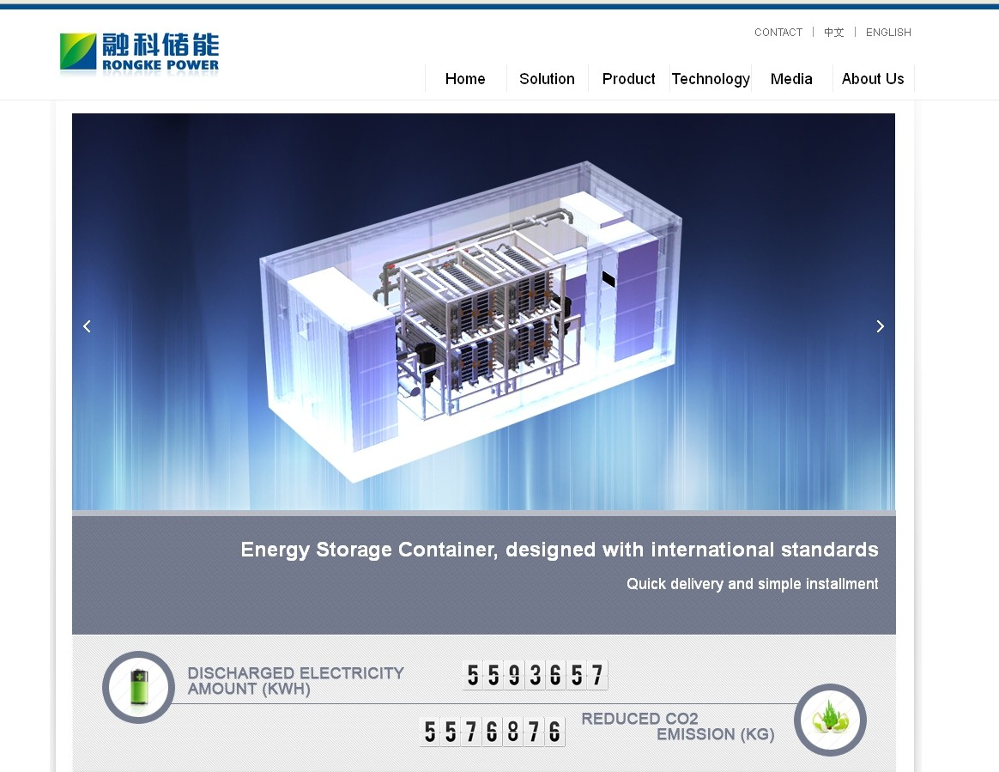 融科储能
RONGKE POWER
CONTACT
中文
ENGLISH
Home
Solution
Product
Technology
Media
About Us
Energy Storage Container, designed with international standards
Quick delivery and simple installment
DISCHARGED ELECTRICITY
AMOUNT (KWH)
5593657
5576876
REDUCED CO2
EMISSION (KG)